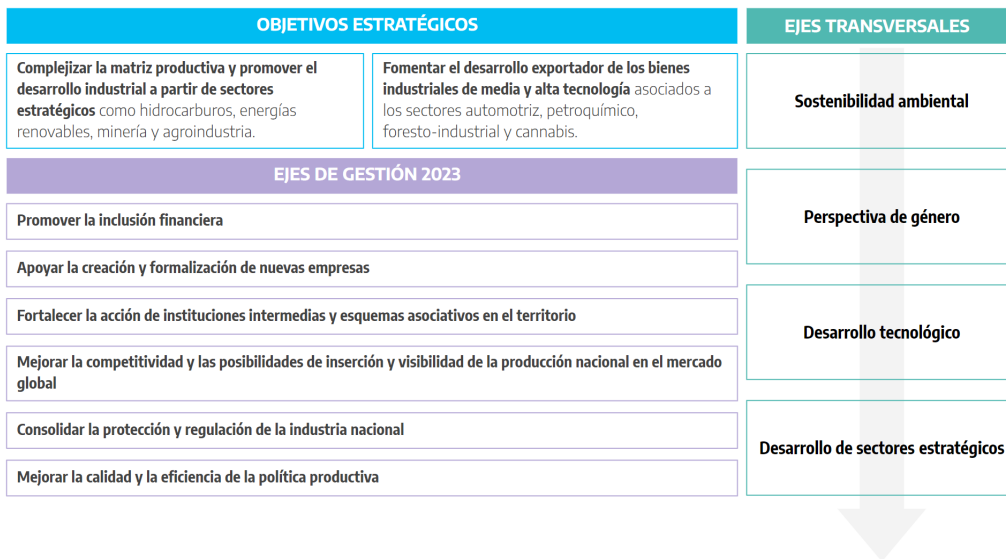 OBJETIVOS ESTRATÉGICOS
Complejizar la matriz productiva y promover el
desarrollo industrial a partir de sectores
estratégicos como hidrocarburos, energías
renovables, minería y agroindustria.
Fomentar el desarrollo exportador de los bienes
industriales de media y alta tecnología asociados a
los sectores automotriz, petroquímico,
foresto-industrial y cannabis.
EJES DE GESTIÓN 2023
Promover la inclusión financiera
Apoyar la creación y formalización de nuevas empresas
Fortalecer la acción de instituciones intermedias y esquemas asociativos en el territorio
Mejorar la competitividad y las posibilidades de inserción y visibilidad de la producción nacional en el mercado
global
Consolidar la protección y regulación de la industria nacional
Mejorar la calidad y la eficiencia de la política productiva
EJES TRANSVERSALES
Sostenibilidad ambiental
Perspectiva de género
Desarrollo tecnológico
Desarrollo de sectores estratégicos